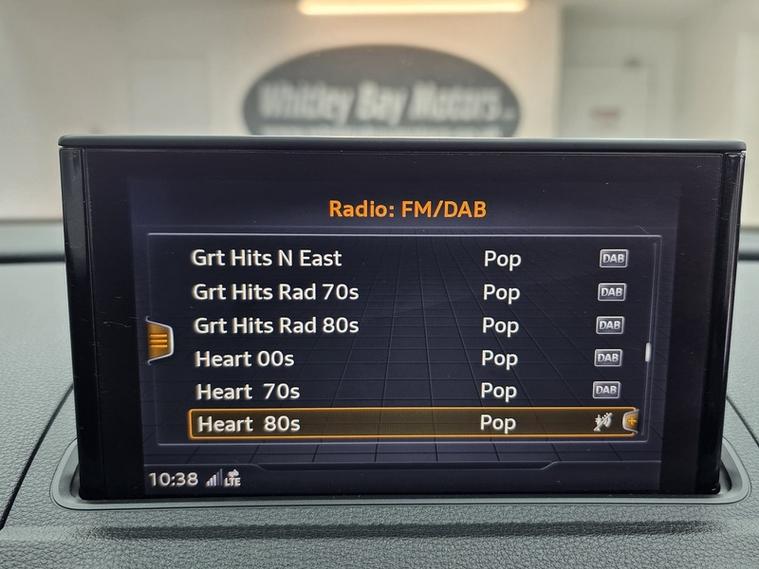 Whitley Bay Motors
Radio: FM/DAB
Grt Hits N East Pop DAB
Grt Hits Rad 70s Pop DAB
Grt Hits Rad 80s Pop DAB
Heart 00s Pop DAB
Heart 70s Pop DAB
Heart 80s Pop
10:38 LTE